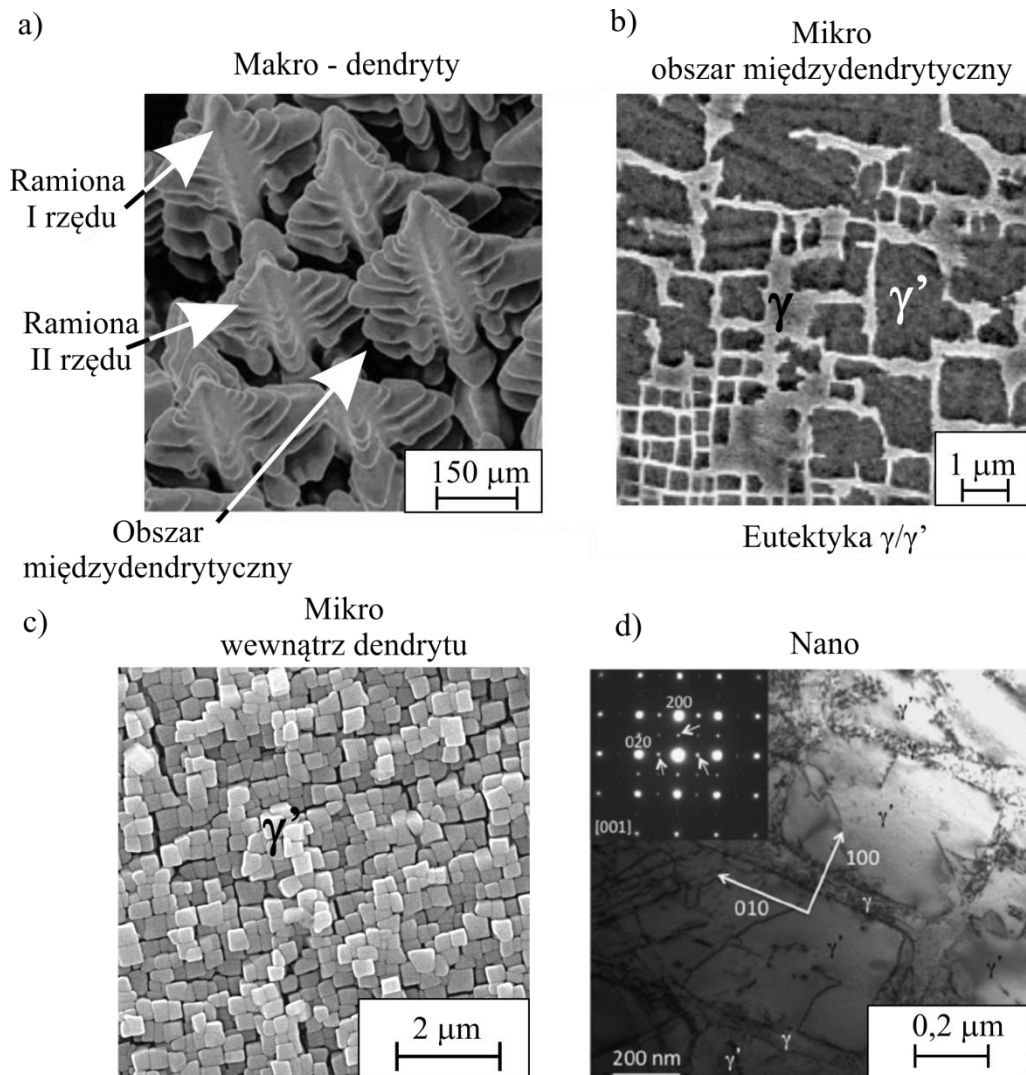 a)
Makro - dendryty
Ramiona
I rzędu
Ramiona
II rzędu
Obszar
międzydendrytyczny
150 μm
b)
Mikro
obszar międzydendrytyczny
γ
γ’
1 μm
Eutektyka γ/γ’
c)
Mikro
wewnątrz dendrytu
γ’
2 μm
d)
Nano
200
020
[001]
γ'
γ
γ'
100
010
γ
γ'
γ'
γ
γ'
200 nm
0,2 μm